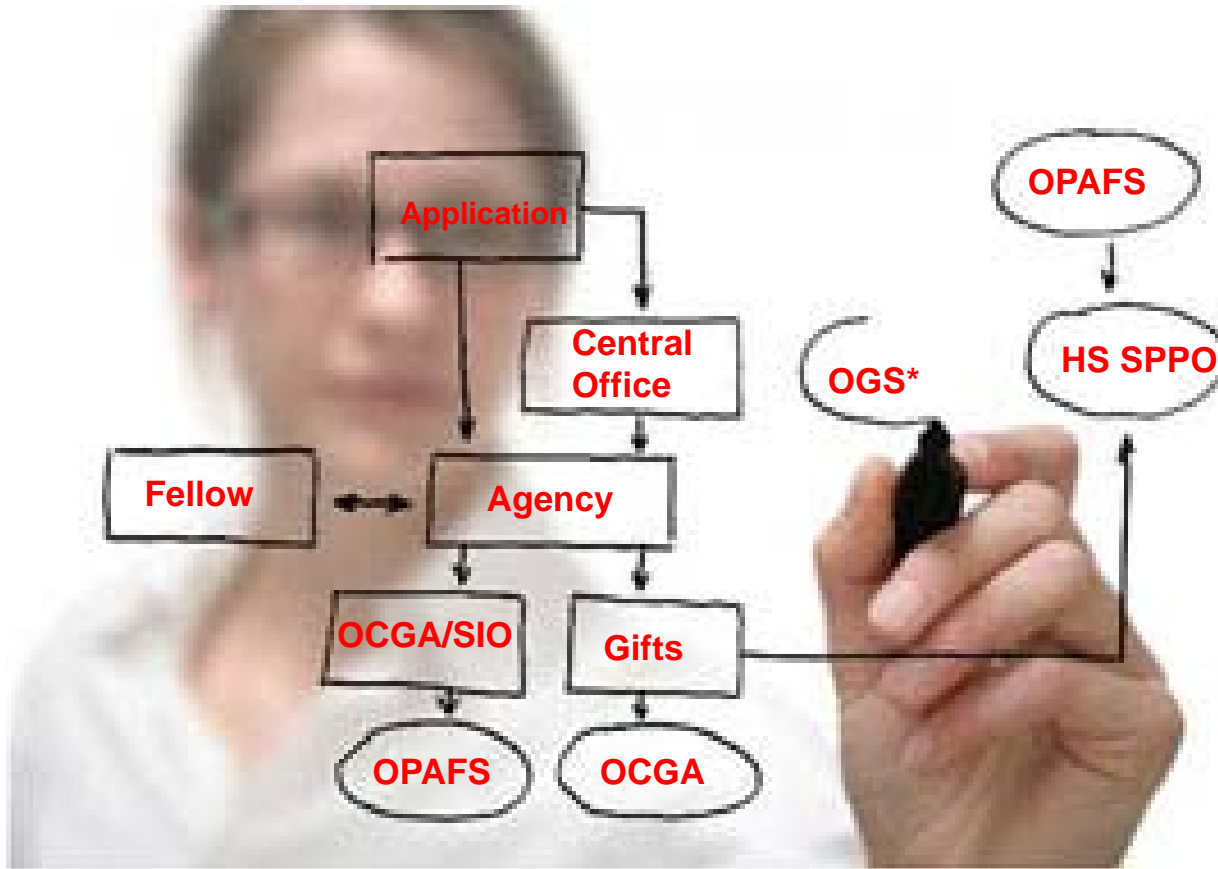 OPAFS
Application
Central
Office
OGS*
HS SPPO
Fellow
Agency
OCGA/SIO
Gifts
OPAFS
OCGA